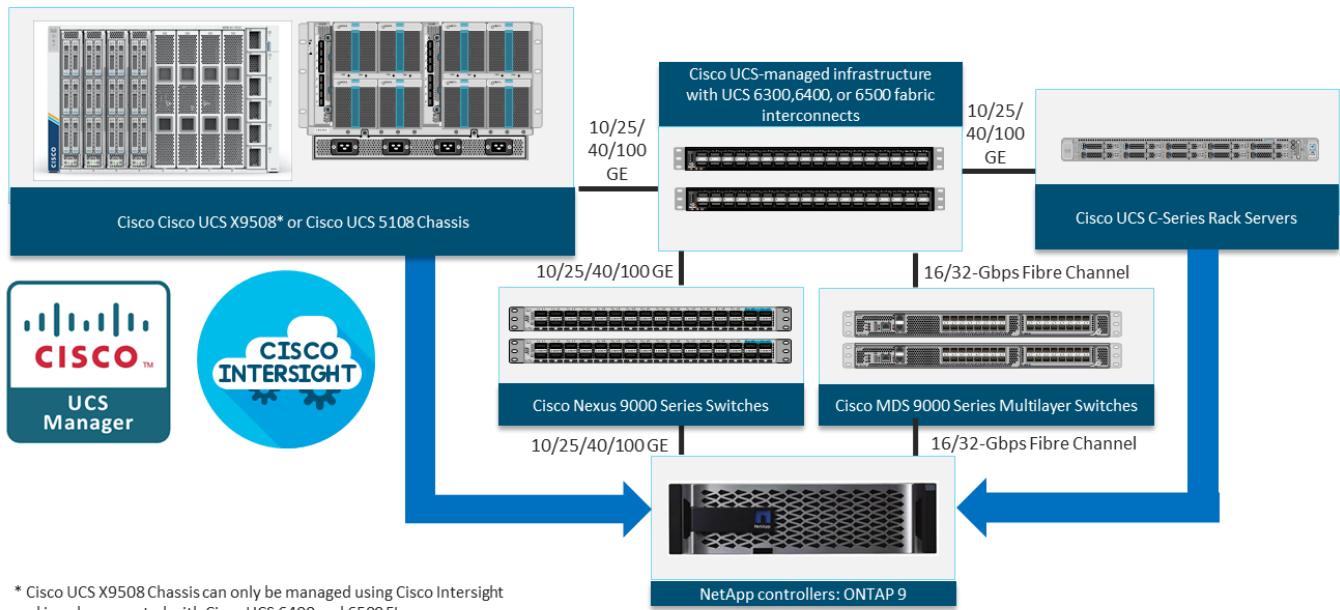 Cisco UCS-managed infrastructure
with UCS 6300,6400, or 6500 fabric
interconnects
10/25/
40/100
GE
10/25/
40/100
GE
CISCO
Cisco Cisco UCS X9508* or Cisco UCS 5108 Chassis
Cisco UCS C-Series Rack Servers
10/25/40/100 GE
16/32-Gbps Fibre Channel
CISCO™
UCS
Manager
CISCO
INTERSIGHT
Cisco Nexus 9000 Series Switches
Cisco MDS 9000 Series Multilayer Switches
10/25/40/100 GE
16/32-Gbps Fibre Channel
NetApp
NetApp controllers: ONTAP 9
* Cisco UCS X9508 Chassis can only be managed using Cisco Intersight